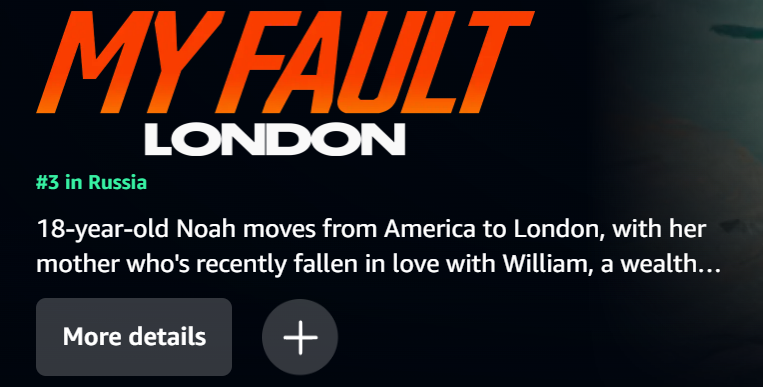 MY FAULT
LONDON
#3 in Russia
18-year-old Noah moves from America to London, with her
mother who's recently fallen in love with William, a wealth...
More details